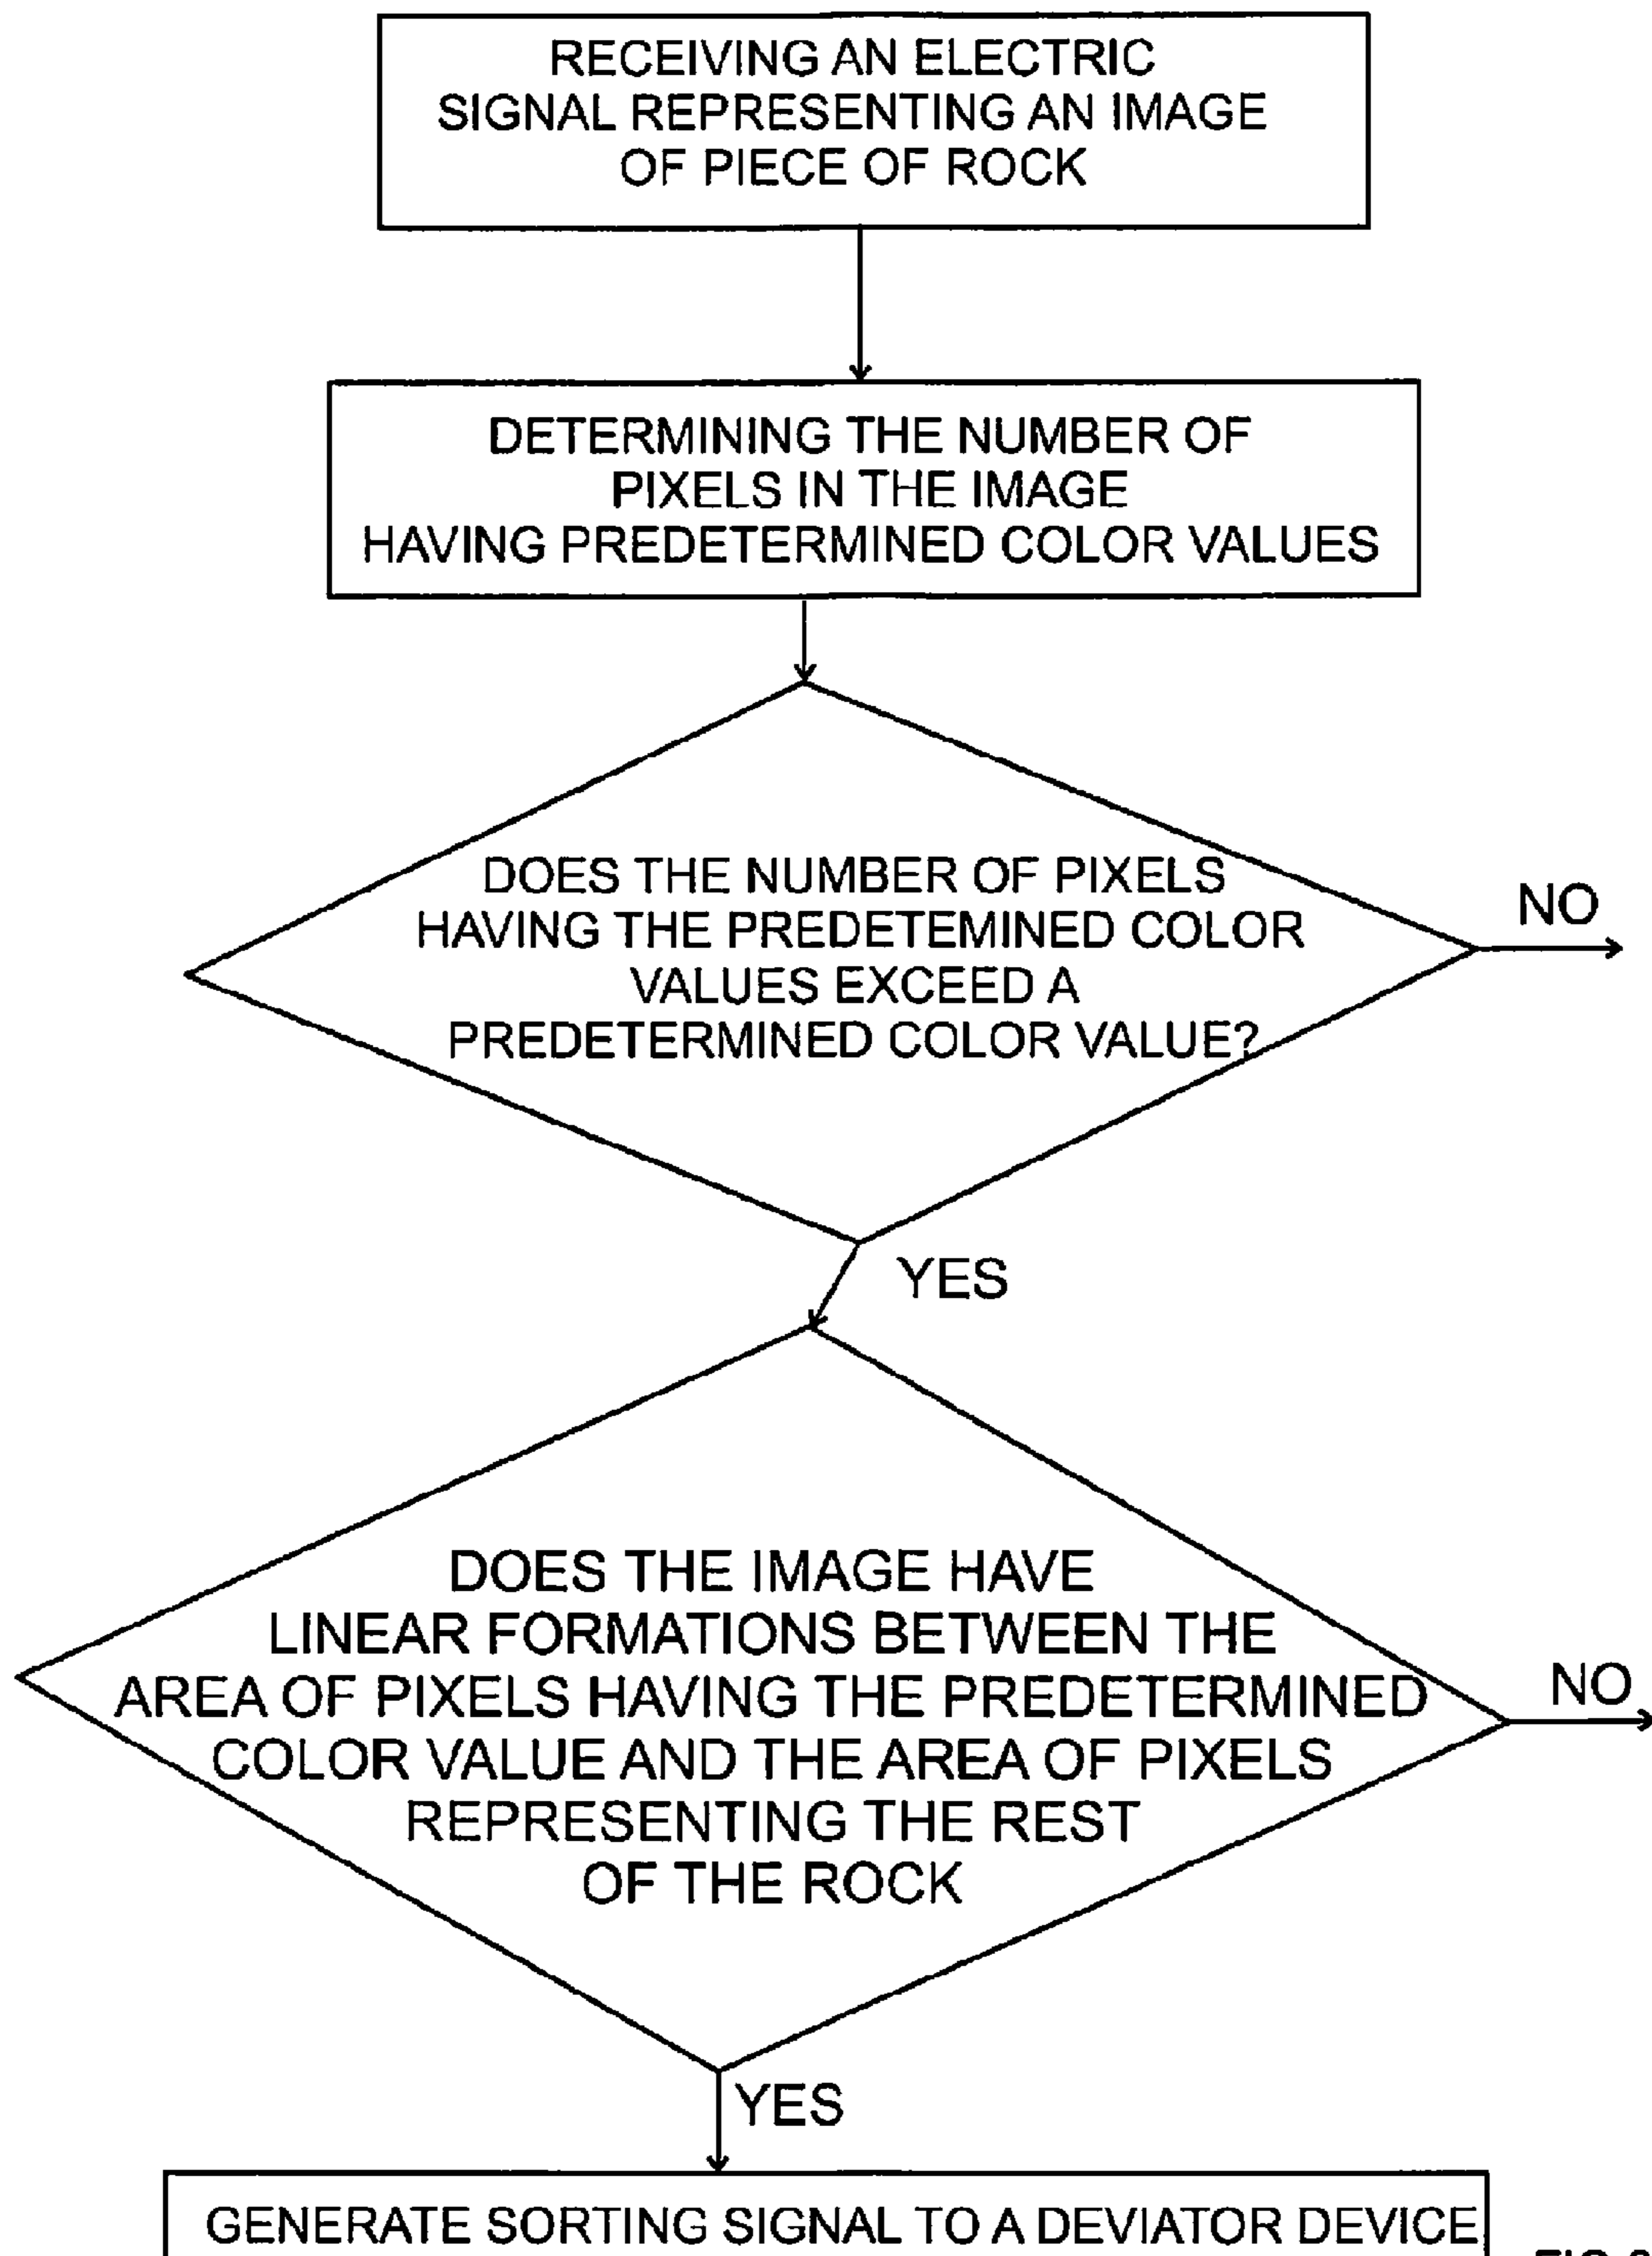 RECEIVING AN ELECTRIC
SIGNAL REPRESENTING AN IMAGE
OF PIECE OF ROCK
DETERMINING THE NUMBER OF
PIXELS IN THE IMAGE
HAVING PREDETERMINED COLOR VALUES
DOES THE NUMBER OF PIXELS
HAVING THE PREDETEMINED COLOR
VALUES EXCEED A
PREDETERMINED COLOR VALUE?
NO
YES
DOES THE IMAGE HAVE
LINEAR FORMATIONS BETWEEN THE
AREA OF PIXELS HAVING THE PREDETERMINED
COLOR VALUE AND THE AREA OF PIXELS
REPRESENTING THE REST
OF THE ROCK
NO
YES
GENERATE SORTING SIGNAL TO A DEVIATOR DEVICE